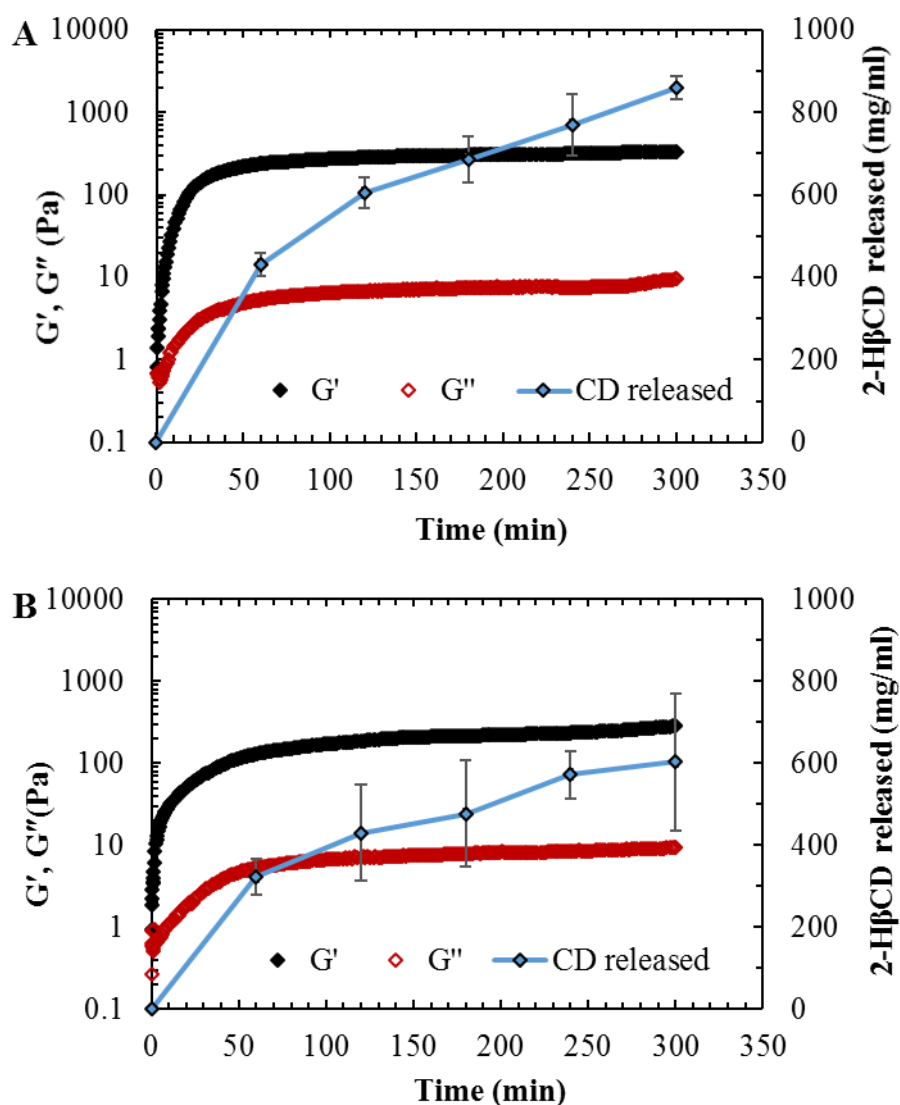 A
10000
1000
100
10
1
0.1
G′, G″ (Pa)
1000
800
600
400
200
0
2-HβCD released (mg/ml)
G' G'' CD released
0 50 100 150 200 250 300 350
Time (min)
B
10000
1000
100
10
1
0.1
G′, G″(Pa)
1000
800
600
400
200
0
2-HβCD released (mg/ml)
G' G'' CD released
0 50 100 150 200 250 300 350
Time (min)